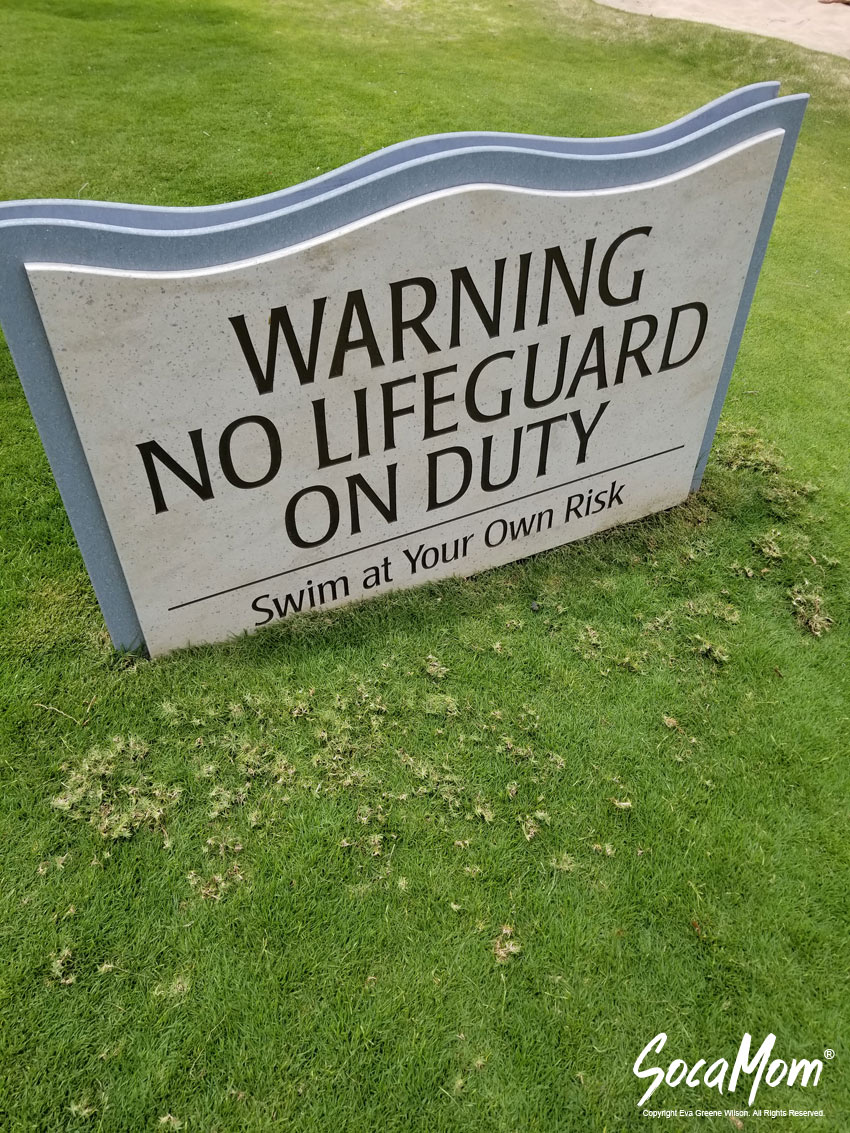 WARNING
NO LIFEGUARD
ON DUTY
Swim at Your Own Risk
SOCAMOM®
Copyright Eva Greene Wilson. All Rights Reserved.